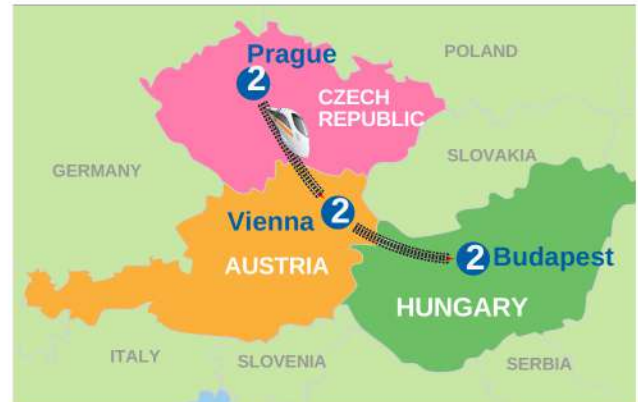 Prague
2
POLAND
CZECH
REPUBLIC
SLOVAKIA
GERMANY
Vienna
2
AUSTRIA
2
Budapest
HUNGARY
ITALY
SLOVENIA
SERBIA